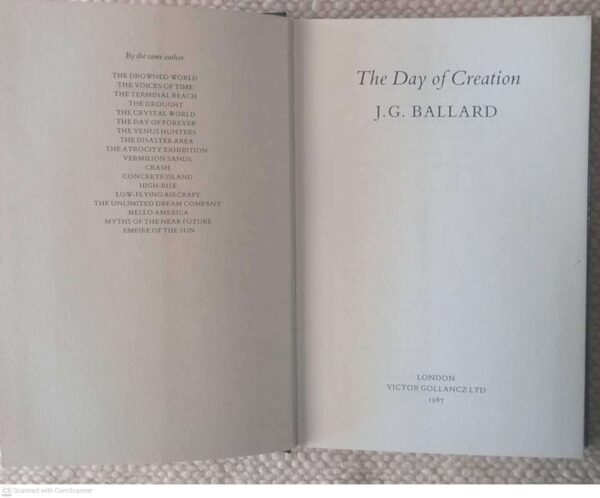 By the same author
THE DROWNED WORLD
THE VOICES OF TIME
THE TERMINAL BEACH
THE DROUGHT
THE CRYSTAL WORLD
THE DAY OF FOREVER
THE VENUS HUNTERS
THE DISASTER AREA
THE ATROCITY EXHIBITION
VERMILION SANDS
CRASH
CONCRETE ISLAND
HIGH-RISE
LOW-FLYING AIRCRAFT
THE UNLIMITED DREAM COMPANY
HELLO AMERICA
MYTHS OF THE NEAR FUTURE
EMPIRE OF THE SUN
The Day of Creation
J.G. BALLARD
LONDON
VICTOR GOLLANCZ LTD
1987
CS Scanned with CamScanner